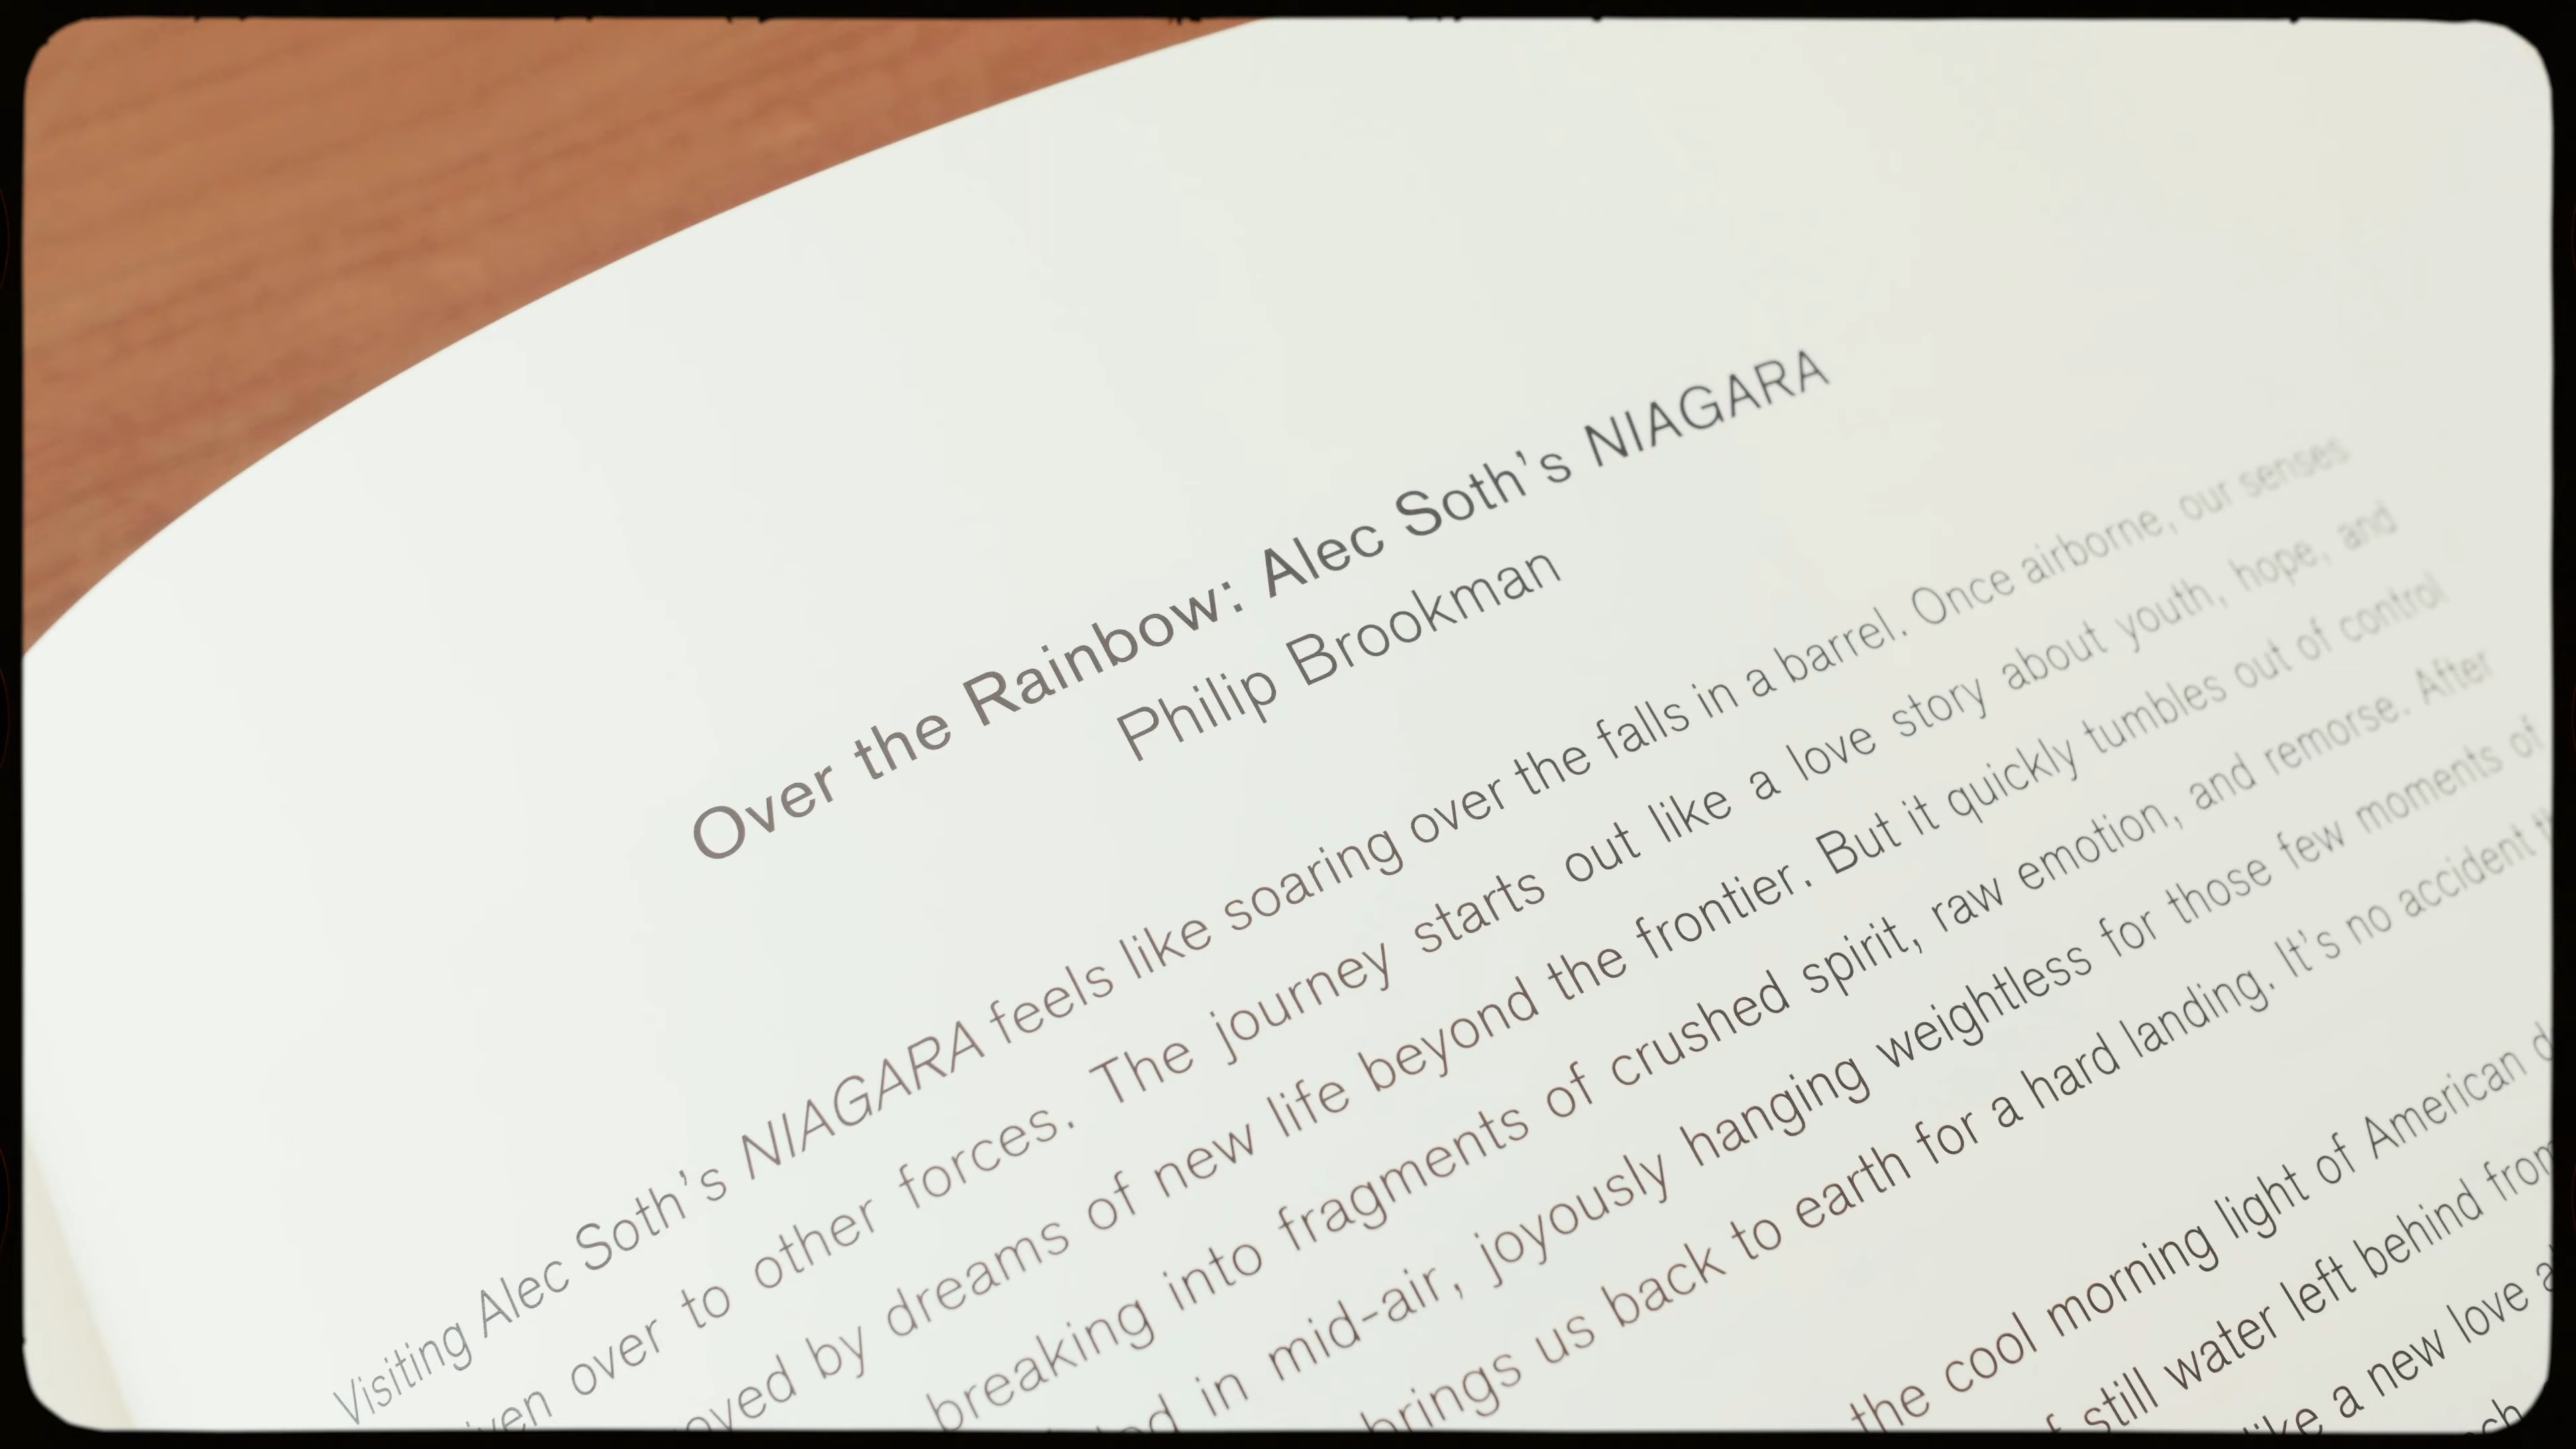 Over the Rainbow: Alec Soth's NIAGARA
Philip Brookman
Visiting Alec Soth's NIAGARA feels like soaring over the falls in a barrel. Once airborne, our senses
over to other forces. The journey starts out like a love story about youth, hope, and
by dreams of new life beyond the frontier. But it quickly tumbles out of control
breaking into fragments of crushed spirit, raw emotion, and remorse. After
in mid-air, joyously hanging weightless for those few moments of
brings us back to earth for a hard landing. It's no accident
the cool morning light of American
still water left behind from
a new love